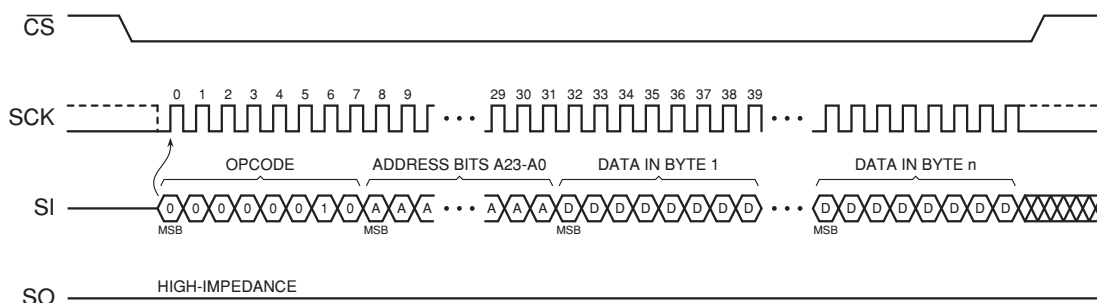 CS
0 1 2 3 4 5 6 7 8 9 29 30 31 32 33 34 35 36 37 38 39
SCK
OPCODE ADDRESS BITS A23-A0 DATA IN BYTE 1 DATA IN BYTE n
SI 0 0 0 0 0 0 1 0 A A A A A A D D D D D D D D D D D D D D D D
MSB MSB MSB MSB
HIGH-IMPEDANCE
SO